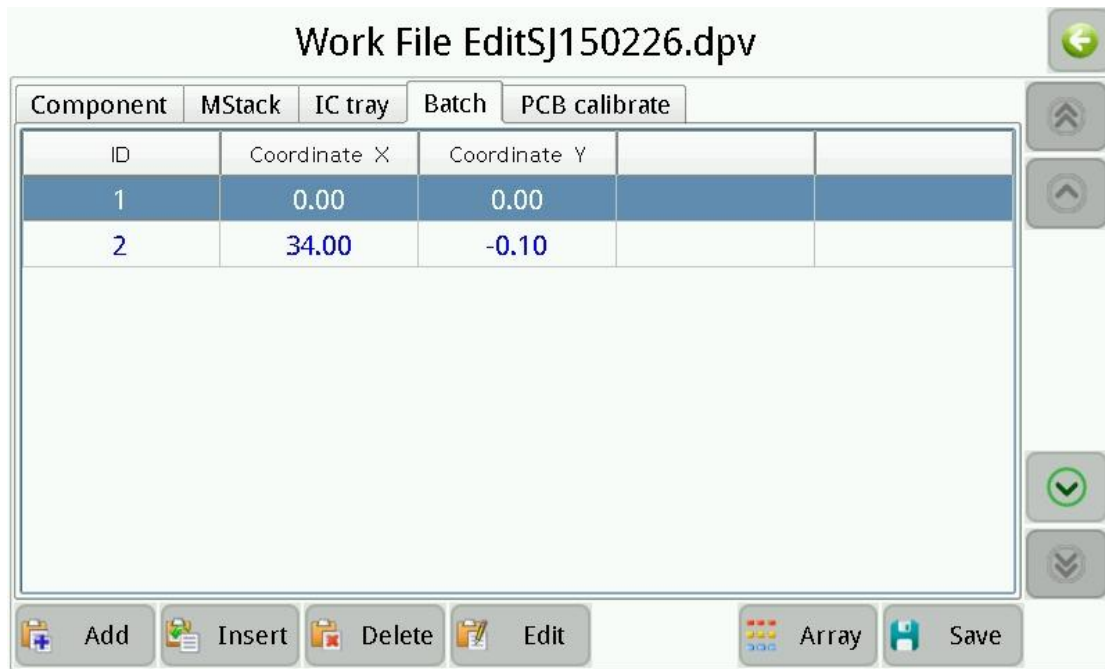 Work File EditSJ150226.dpv
Component MStack IC tray Batch PCB calibrate
ID Coordinate X Coordinate Y
1 0.00 0.00
2 34.00 -0.10
Add Insert Delete Edit Array Save